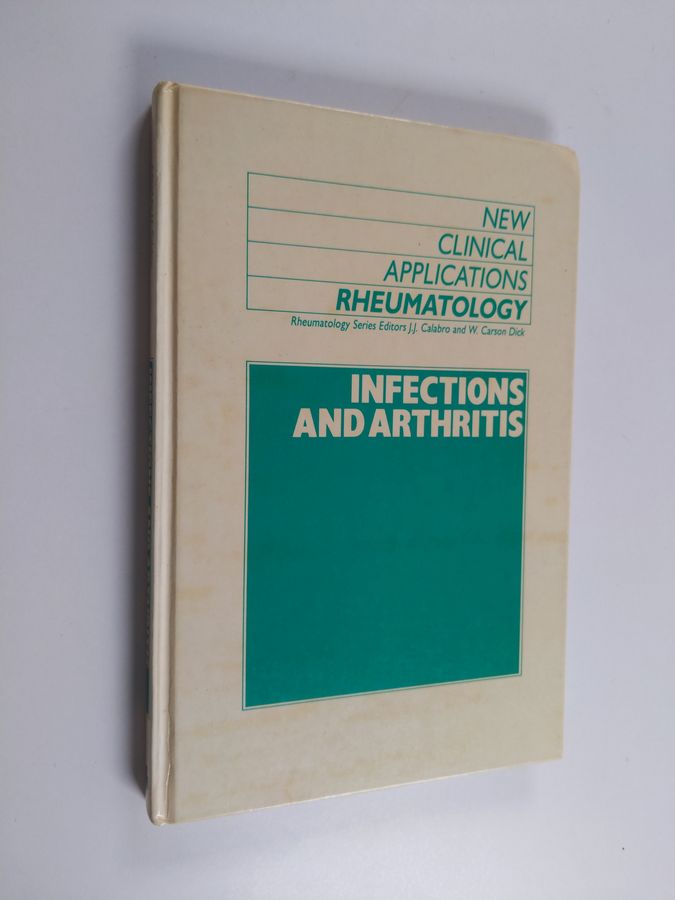 NEW
CLINICAL
APPLICATIONS
RHEUMATOLOGY
Rheumatology Series Editors J.J. Calabro and W. Carson Dick
INFECTIONS
AND ARTHRITIS